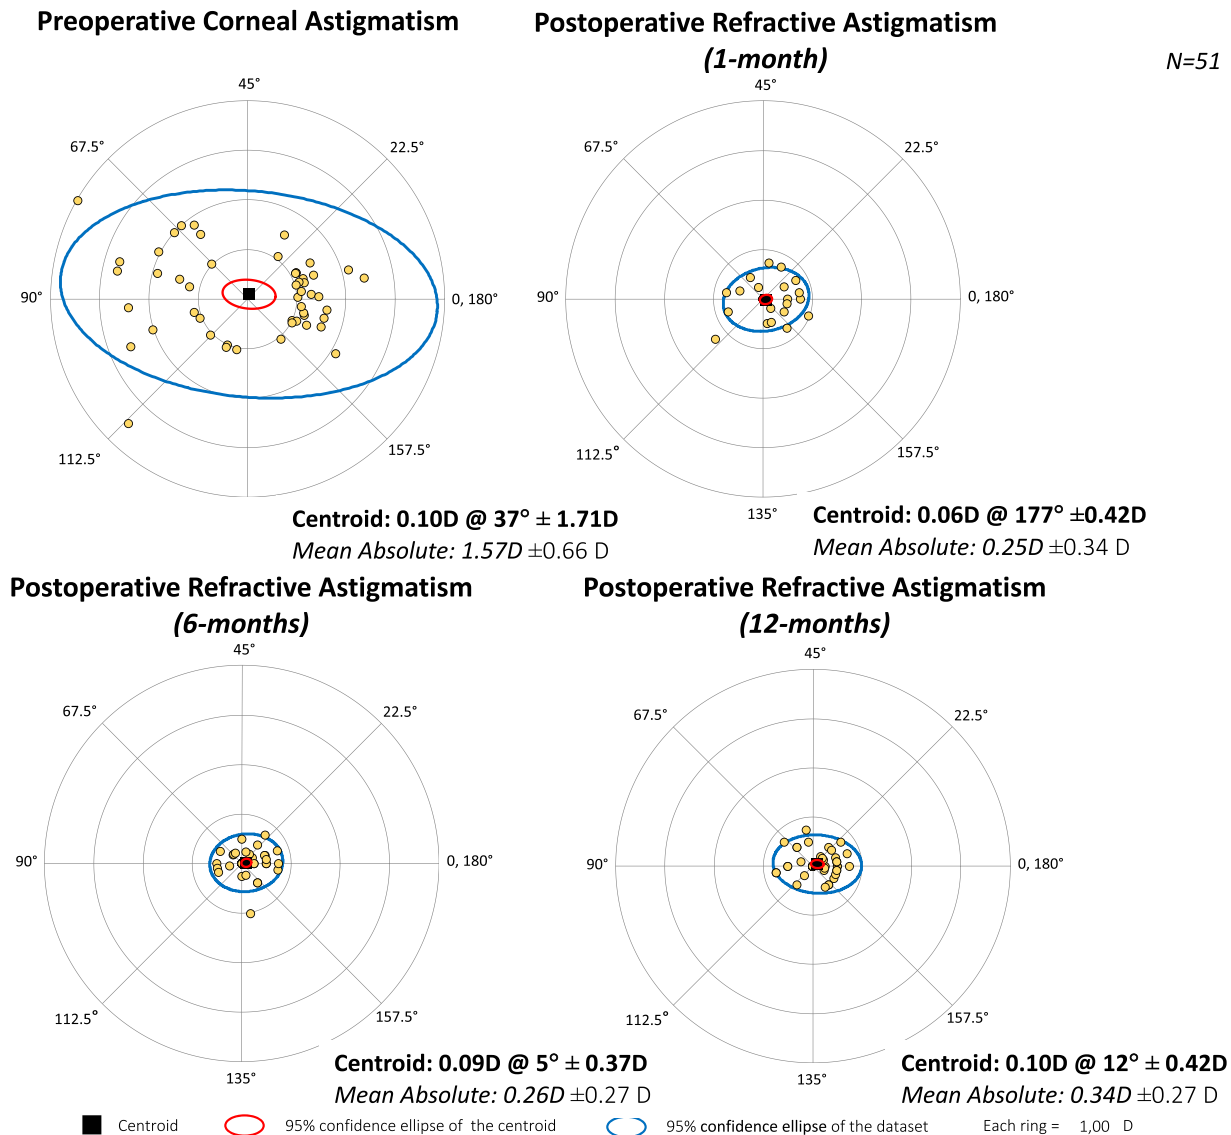 Preoperative Corneal Astigmatism
Postoperative Refractive Astigmatism
(1-month)
N=51
45°
67.5°
22.5°
90°
0, 180°
112.5°
157.5°
45°
67.5°
22.5°
90°
0, 180°
112.5°
157.5°
135°
Centroid: 0.10D @ 37° ± 1.71D
Mean Absolute: 1.57D ±0.66 D
Centroid: 0.06D @ 177° ±0.42D
Mean Absolute: 0.25D ±0.34 D
Postoperative Refractive Astigmatism
(6-months)
Postoperative Refractive Astigmatism
(12-months)
45°
67.5°
22.5°
90°
0, 180°
112.5°
157.5°
135°
45°
67.5°
22.5°
90°
0, 180°
112.5°
157.5°
135°
Centroid: 0.09D @ 5° ± 0.37D
Mean Absolute: 0.26D ±0.27 D
Centroid: 0.10D @ 12° ± 0.42D
Mean Absolute: 0.34D ±0.27 D
Centroid
95% confidence ellipse of the centroid
95% confidence ellipse of the dataset
Each ring = 1,00 D